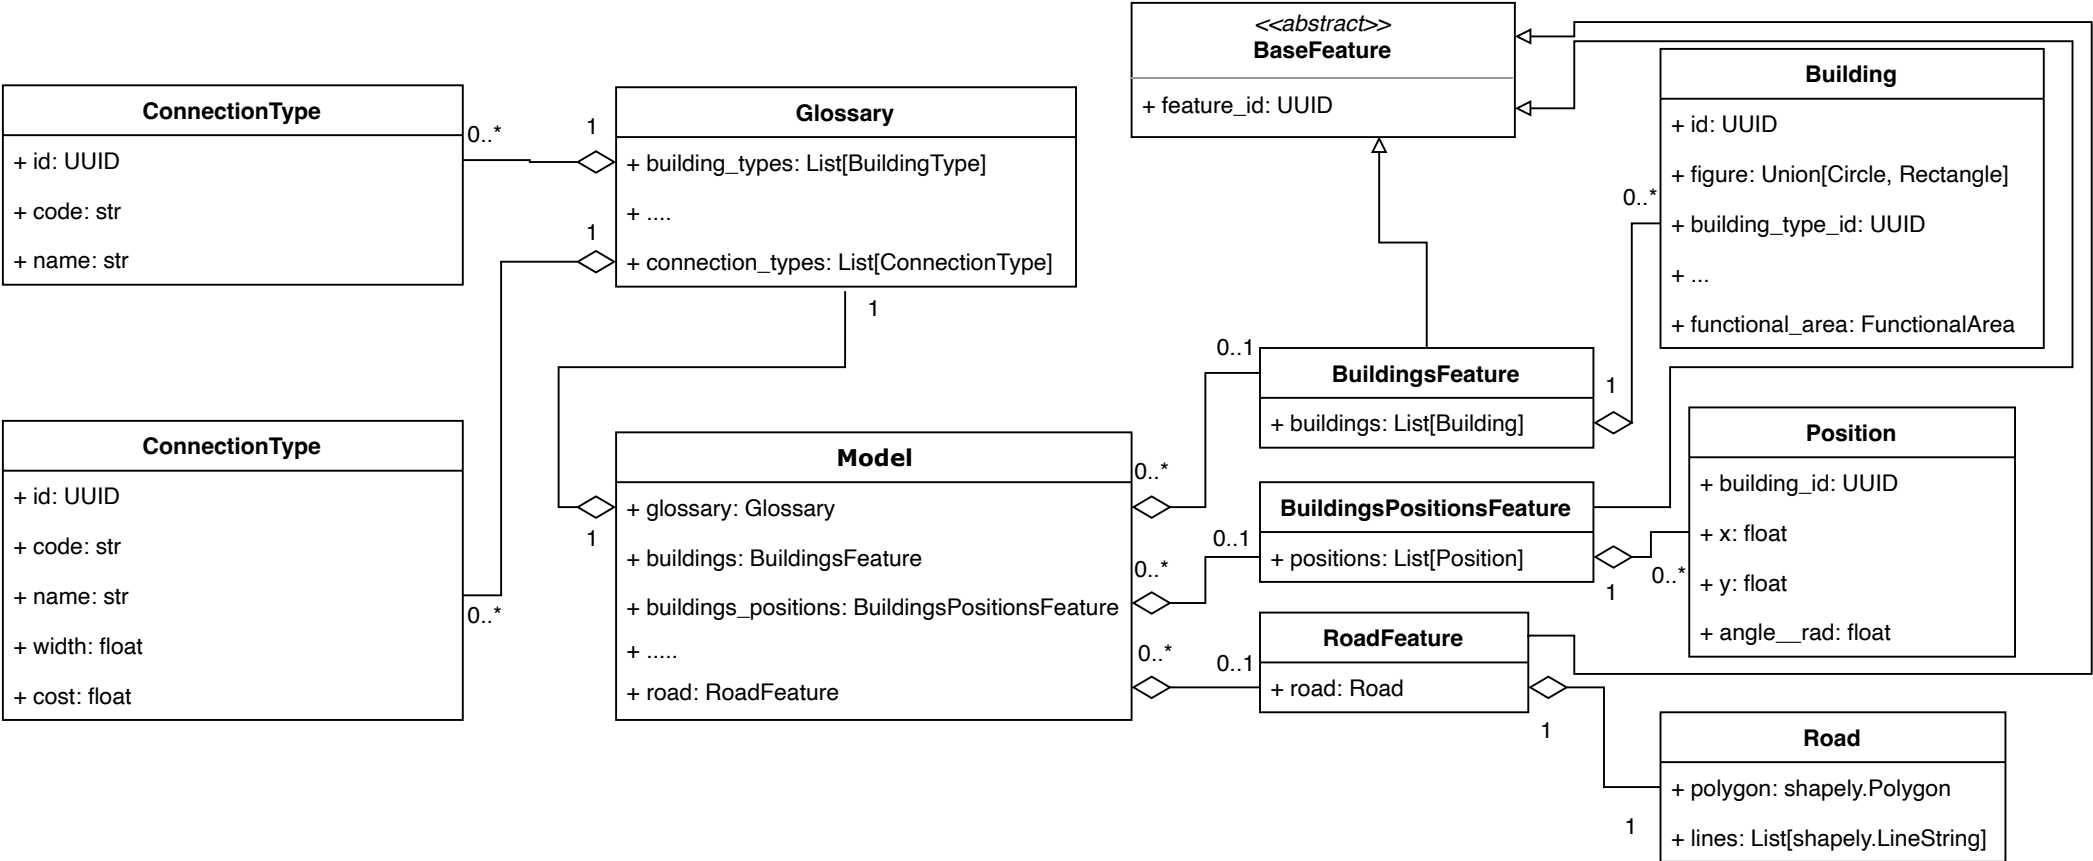 ConnectionType
+ id: UUID
+ code: str
+ name: str
0..*
1
Glossary
+ building_types: List[BuildingType]
+ ....
1
+ connection_types: List[ConnectionType]
1
<<abstract>>
BaseFeature
+ feature_id: UUID
Building
+ id: UUID
+ figure: Union[Circle, Rectangle]
0..*
+ building_type_id: UUID
+ ...
+ functional_area: FunctionalArea
ConnectionType
+ id: UUID
+ code: str
+ name: str
0..*
+ width: float
+ cost: float
Model
+ glossary: Glossary
1
+ buildings: BuildingsFeature
+ buildings_positions: BuildingsPositionsFeature
+ .....
+ road: RoadFeature
0..*
0..1
BuildingsFeature
+ buildings: List[Building]
1
0..*
0..1
BuildingsPositionsFeature
+ positions: List[Position]
1
0..*
Position
+ building_id: UUID
+ x: float
+ y: float
+ angle__rad: float
0..*
0..1
RoadFeature
+ road: Road
1
1
Road
+ polygon: shapely.Polygon
+ lines: List[shapely.LineString]